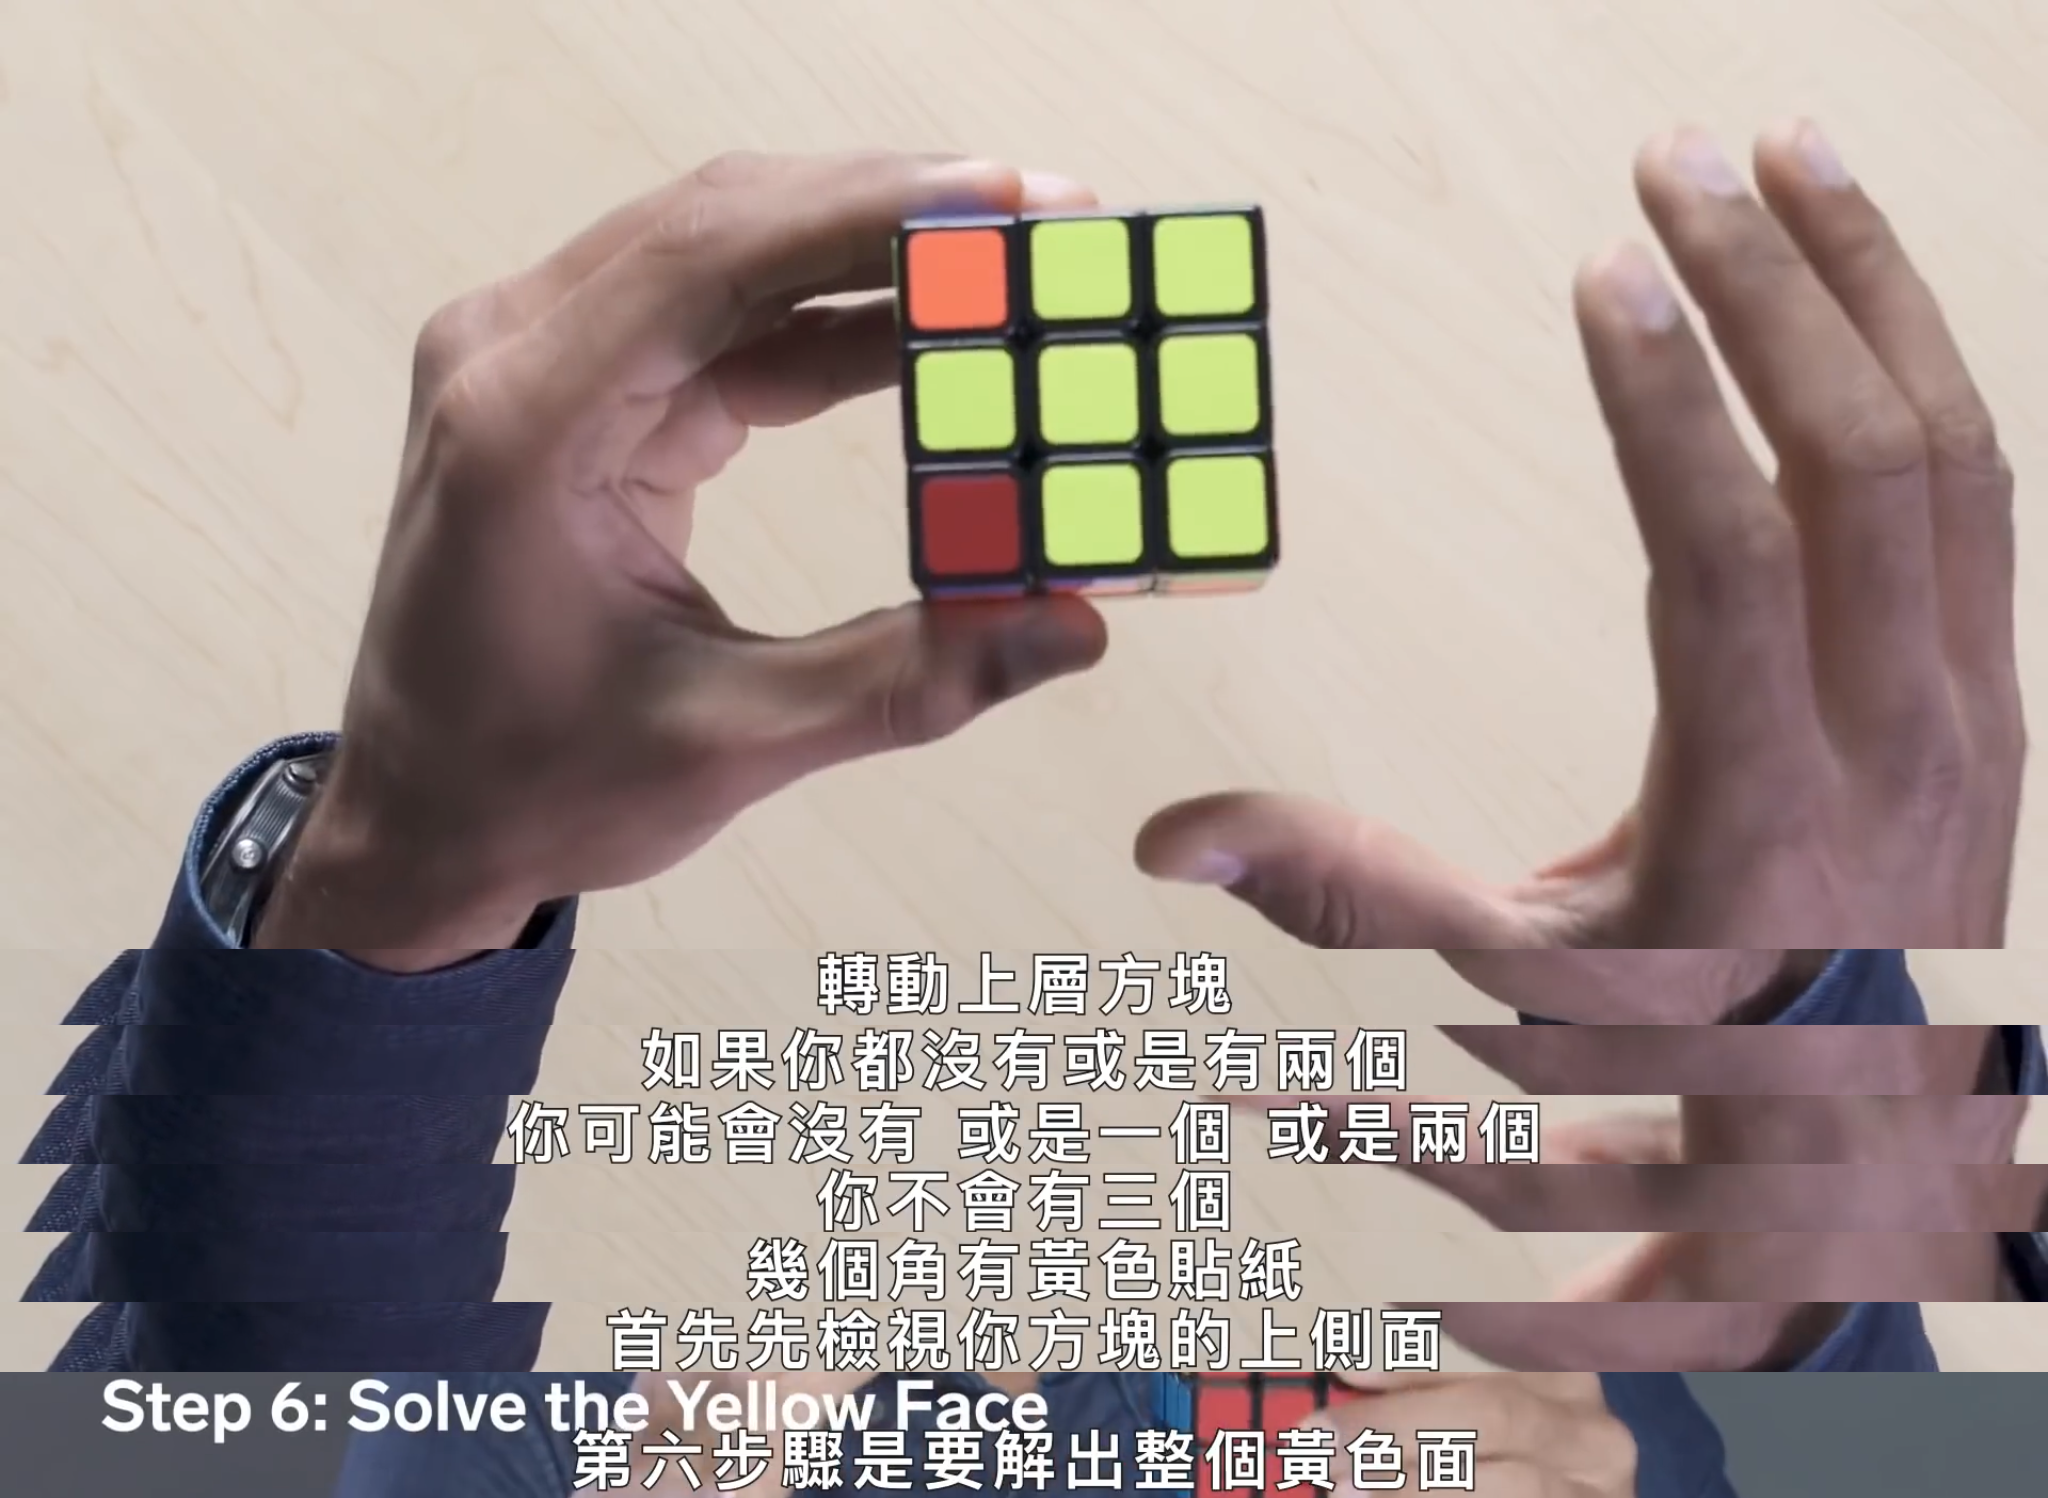 轉動上層方塊
如果你都沒有或是有兩個
你可能會沒有 或是一個 或是兩個
你不會有三個
幾個角有黃色貼紙
首先先檢視你方塊的上側面
Step 6: Solve the Yellow Face
第六步驟是要解出整個黃色面